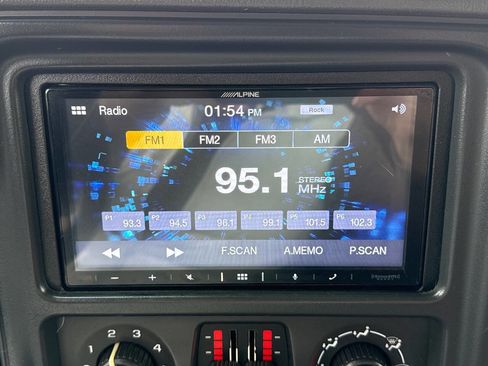 ALPINE
Radio 01:54 PM Rock
FM1 FM2 FM3 AM
95.1 STEREO MHz
P1 93.3 P2 94.5 P3 96.1 P4 99.1 P5 101.5 P6 102.3
F.SCAN A.MEMO P.SCAN
1 2 3 4